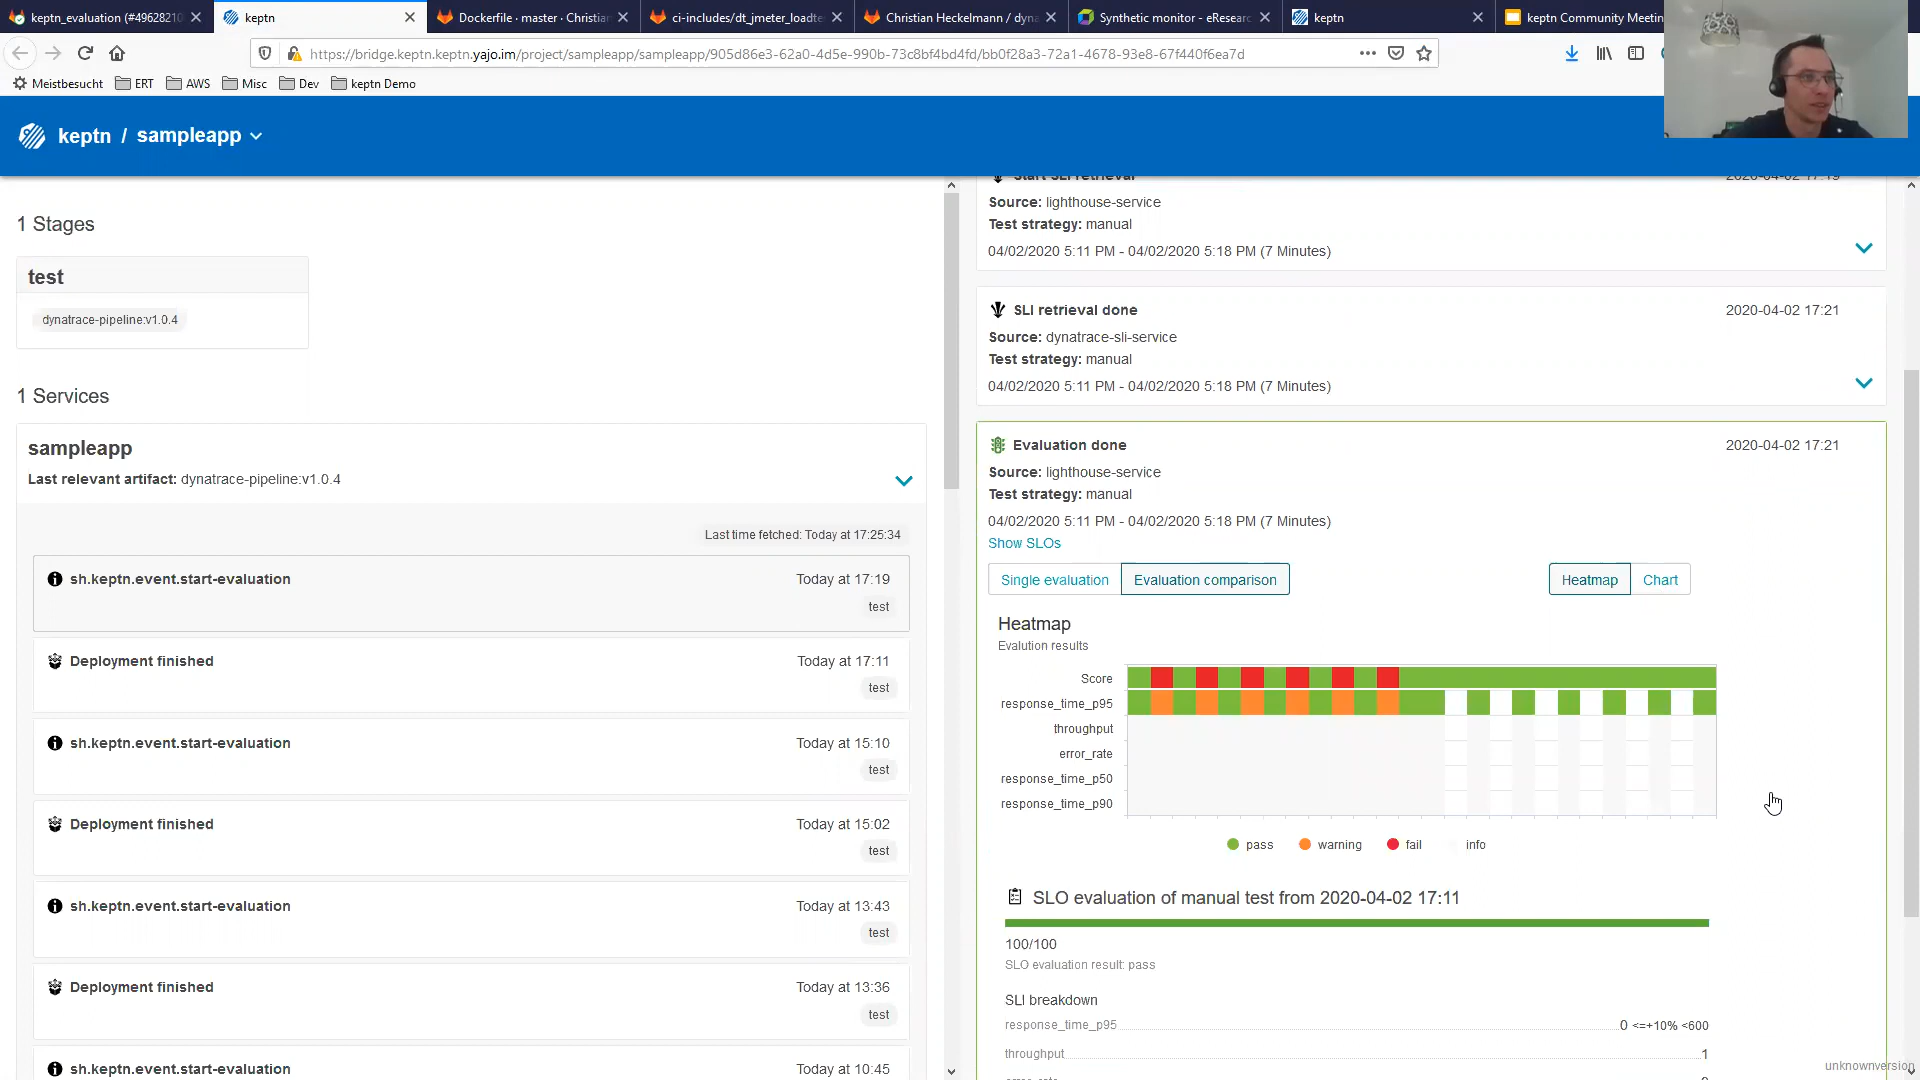 keptn_evaluation (#4962821
keptn
Dockerfile · master · Christia
ci-includes/dt_jmeter_loadte
Christian Heckelmann / dyna
Synthetic monitor - eResear
keptn
keptn Community Meetin
https://bridge.keptn.keptn.yajo.im/project/sampleapp/sampleapp/905d86e3-62a0-4d5e-990b-73c8bf4bd4fd/bb0f28a3-72a1-4678-93e8-67f440f6ea7d
Meistbesucht ERT AWS Misc Dev keptn Demo
keptn / sampleapp
1 Stages
test
dynatrace-pipeline:v1.0.4
1 Services
sampleapp
Last relevant artifact: dynatrace-pipeline:v1.0.4
Last time fetched: Today at 17:25:34
sh.keptn.event.start-evaluation Today at 17:19
test
Deployment finished Today at 17:11
test
sh.keptn.event.start-evaluation Today at 15:10
test
Deployment finished Today at 15:02
test
sh.keptn.event.start-evaluation Today at 13:43
test
Deployment finished Today at 13:36
test
sh.keptn.event.start-evaluation Today at 10:45
Start SLI retrieval 2020-04-02 17:19
Source: lighthouse-service
Test strategy: manual
04/02/2020 5:11 PM - 04/02/2020 5:18 PM (7 Minutes)
SLI retrieval done 2020-04-02 17:21
Source: dynatrace-sli-service
Test strategy: manual
04/02/2020 5:11 PM - 04/02/2020 5:18 PM (7 Minutes)
Evaluation done 2020-04-02 17:21
Source: lighthouse-service
Test strategy: manual
04/02/2020 5:11 PM - 04/02/2020 5:18 PM (7 Minutes)
Show SLOs
Single evaluation Evaluation comparison Heatmap Chart
Heatmap
Evalution results
Score
response_time_p95
throughput
error_rate
response_time_p50
response_time_p90
pass warning fail info
SLO evaluation of manual test from 2020-04-02 17:11
100/100
SLO evaluation result: pass
SLI breakdown
response_time_p95 0 <=+10% <600
throughput 1
unknownversion